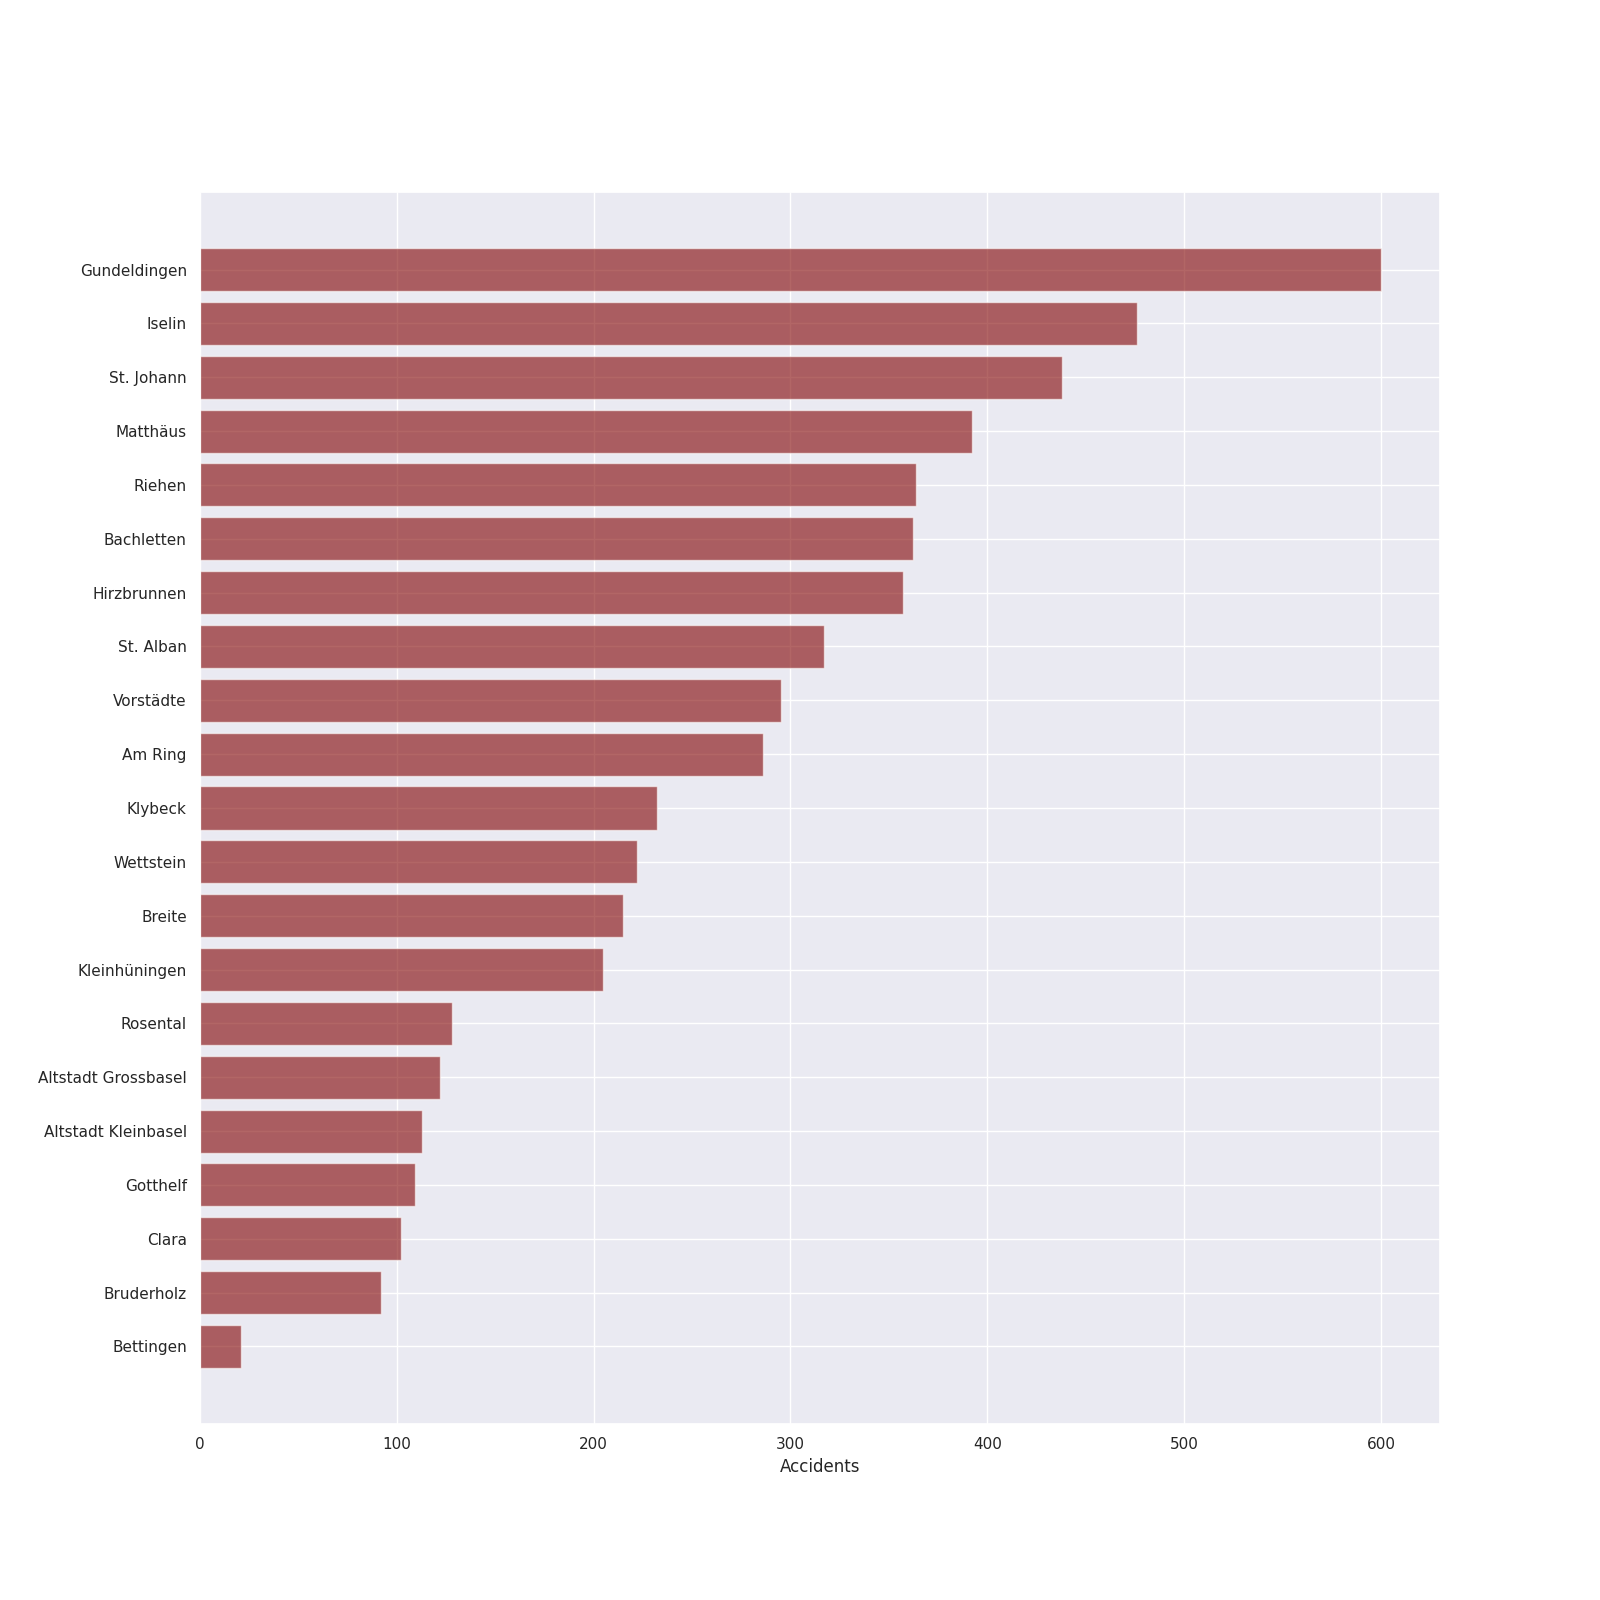 Gundeldingen
Iselin
St. Johann
Matthäus
Riehen
Bachletten
Hirzbrunnen
St. Alban
Vorstädte
Am Ring
Klybeck
Wettstein
Breite
Kleinhüningen
Rosental
Altstadt Grossbasel
Altstadt Kleinbasel
Gotthelf
Clara
Bruderholz
Bettingen
0 100 200 300 400 500 600
Accidents